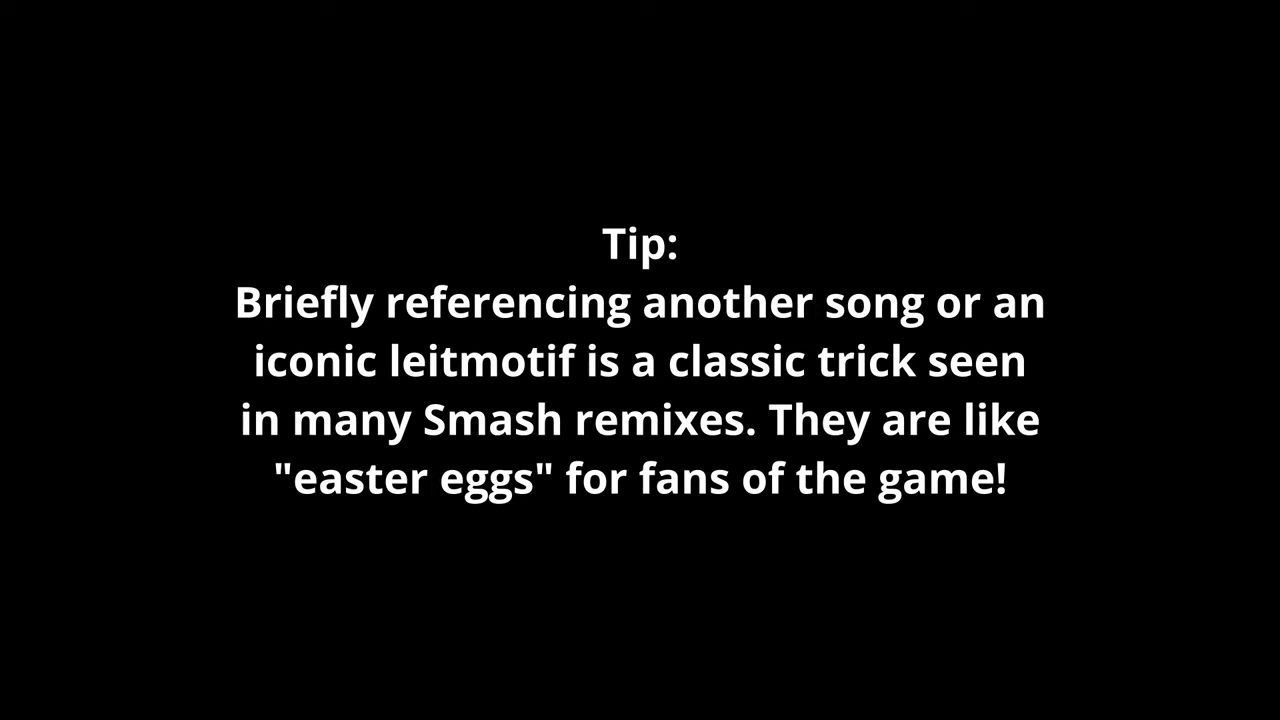 Tip:
Briefly referencing another song or an
iconic leitmotif is a classic trick seen
in many Smash remixes. They are like
"easter eggs" for fans of the game!